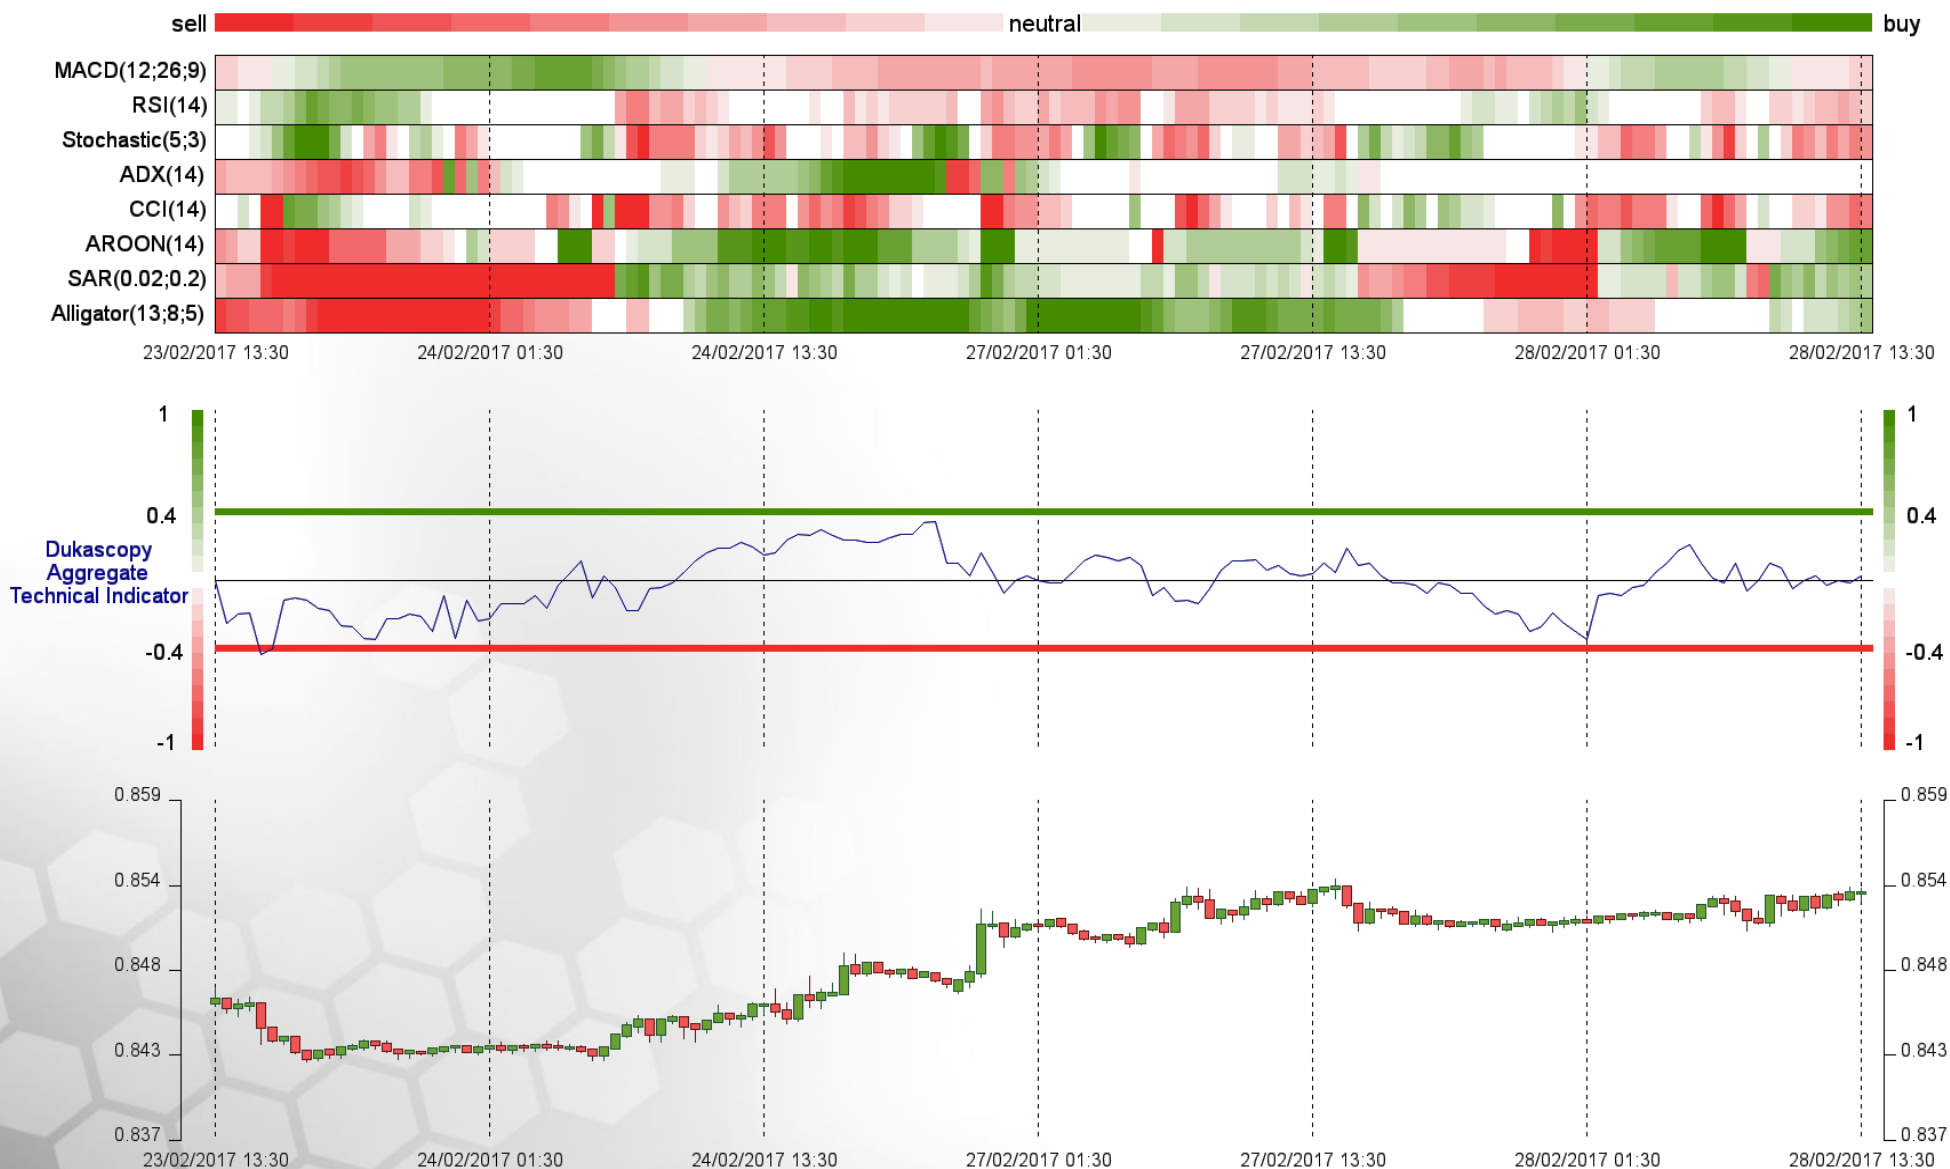 sell neutral buy
MACD(12;26;9)
RSI(14)
Stochastic(5;3)
ADX(14)
CCI(14)
AROON(14)
SAR(0.02;0.2)
Alligator(13;8;5)
23/02/2017 13:30 24/02/2017 01:30 24/02/2017 13:30 27/02/2017 01:30 27/02/2017 13:30 28/02/2017 01:30 28/02/2017 13:30
1 1
0.4 0.4
Dukascopy
Aggregate
Technical Indicator
-0.4 -0.4
-1 -1
0.859 0.859
0.854 0.854
0.848 0.848
0.843 0.843
0.837 0.837
23/02/2017 13:30 24/02/2017 01:30 24/02/2017 13:30 27/02/2017 01:30 27/02/2017 13:30 28/02/2017 01:30 28/02/2017 13:30